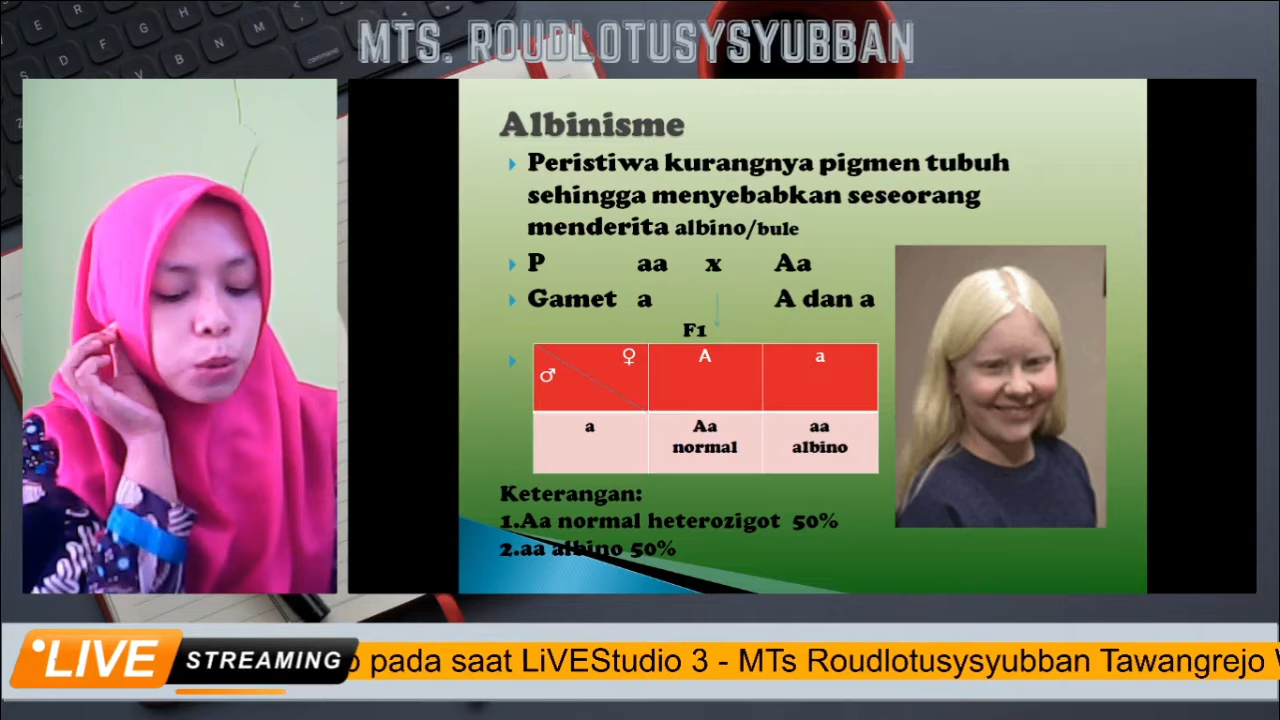 MTS. ROUDLOTUSYSYUBBAN
Albinisme
Peristiwa kurangnya pigmen tubuh
sehingga menyebabkan seseorang
menderita albino/bule
P aa x Aa
Gamet a A dan a
F1
♀ A a
♂
a Aa aa
normal albino
Keterangan:
1.Aa normal heterozigot 50%
2.aa albino 50%
LIVE STREAMING pada saat LiVEStudio 3 - MTs Roudlotusysyubban Tawangrejo